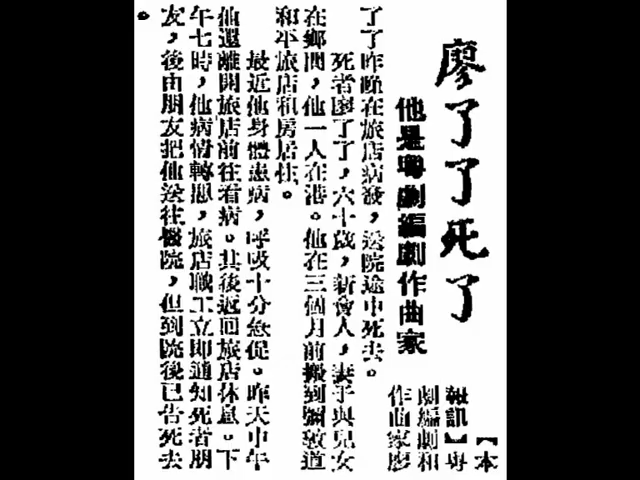 廖了了死了
他是粤劇編劇作曲家
【本
報訊】粤
劇編劇和
作曲家廖
了了昨晚在旅店病發，送院途中死去。
死者廖了了，六十歲，新會人，妻子與兒女
在鄉間，他一人在港。他在三個月前搬到彌敦道
和平旅店租房居住。
最近他身體患病，呼吸十分急促。昨天中午
他還離開旅店前往看病。其後返回旅店休息。下
午七時，他病情轉惡，旅店職工立即通知死者朋
友，後由朋友把他送往醫院，但到院後已告死去
。